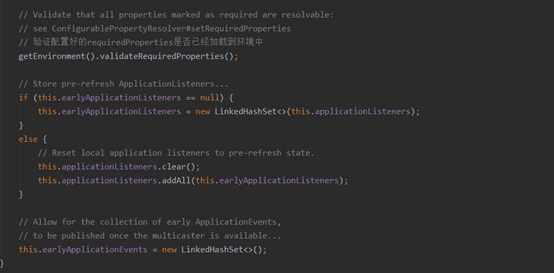 // Validate that all properties marked as required are resolvable:
// see ConfigurablePropertyResolver#setRequiredProperties
// 验证配置好的requiredProperties是否已经加载到环境中
getEnvironment().validateRequiredProperties();
// Store pre-refresh ApplicationListeners...
if (this.earlyApplicationListeners == null) {
this.earlyApplicationListeners = new LinkedHashSet<>(this.applicationListeners);
}
else {
// Reset local application listeners to pre-refresh state.
this.applicationListeners.clear();
this.applicationListeners.addAll(this.earlyApplicationListeners);
}
// Allow for the collection of early ApplicationEvents,
// to be published once the multicaster is available...
this.earlyApplicationEvents = new LinkedHashSet<>();
}